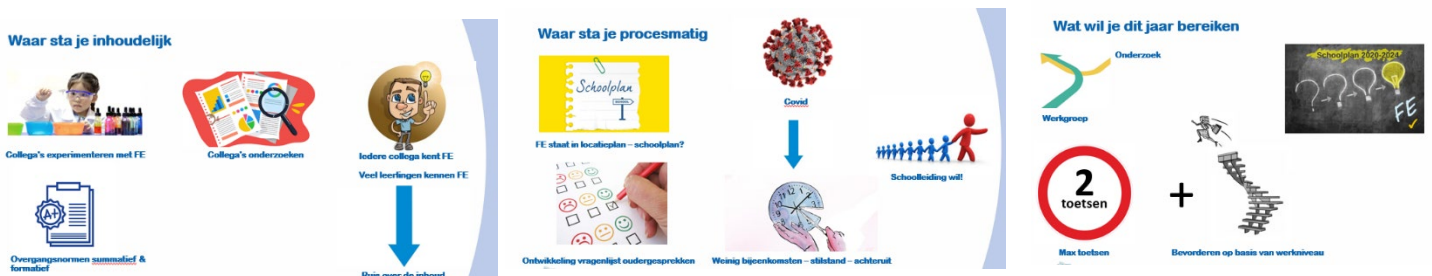 Waar sta je inhoudelijk
Collega's experimenteren met FE
Collega's onderzoeken
Iedere collega kent FE
Veel leerlingen kennen FE
A+
Overgangsnormen summatief &
formatief
Ruis over de inhoud
Waar sta je procesmatig
Schoolplan
FE staat in locatieplan – schoolplan?
Covid
Schoolleiding wil!
Ontwikkeling vragenlijst oudergesprekken
Weinig bijeenkomsten – stilstand – achteruit
Wat wil je dit jaar bereiken
Onderzoek
Werkgroep
Schoolplan 2020-2024
FE
2
toetsen
+
Max toetsen
Bevorderen op basis van werkniveau